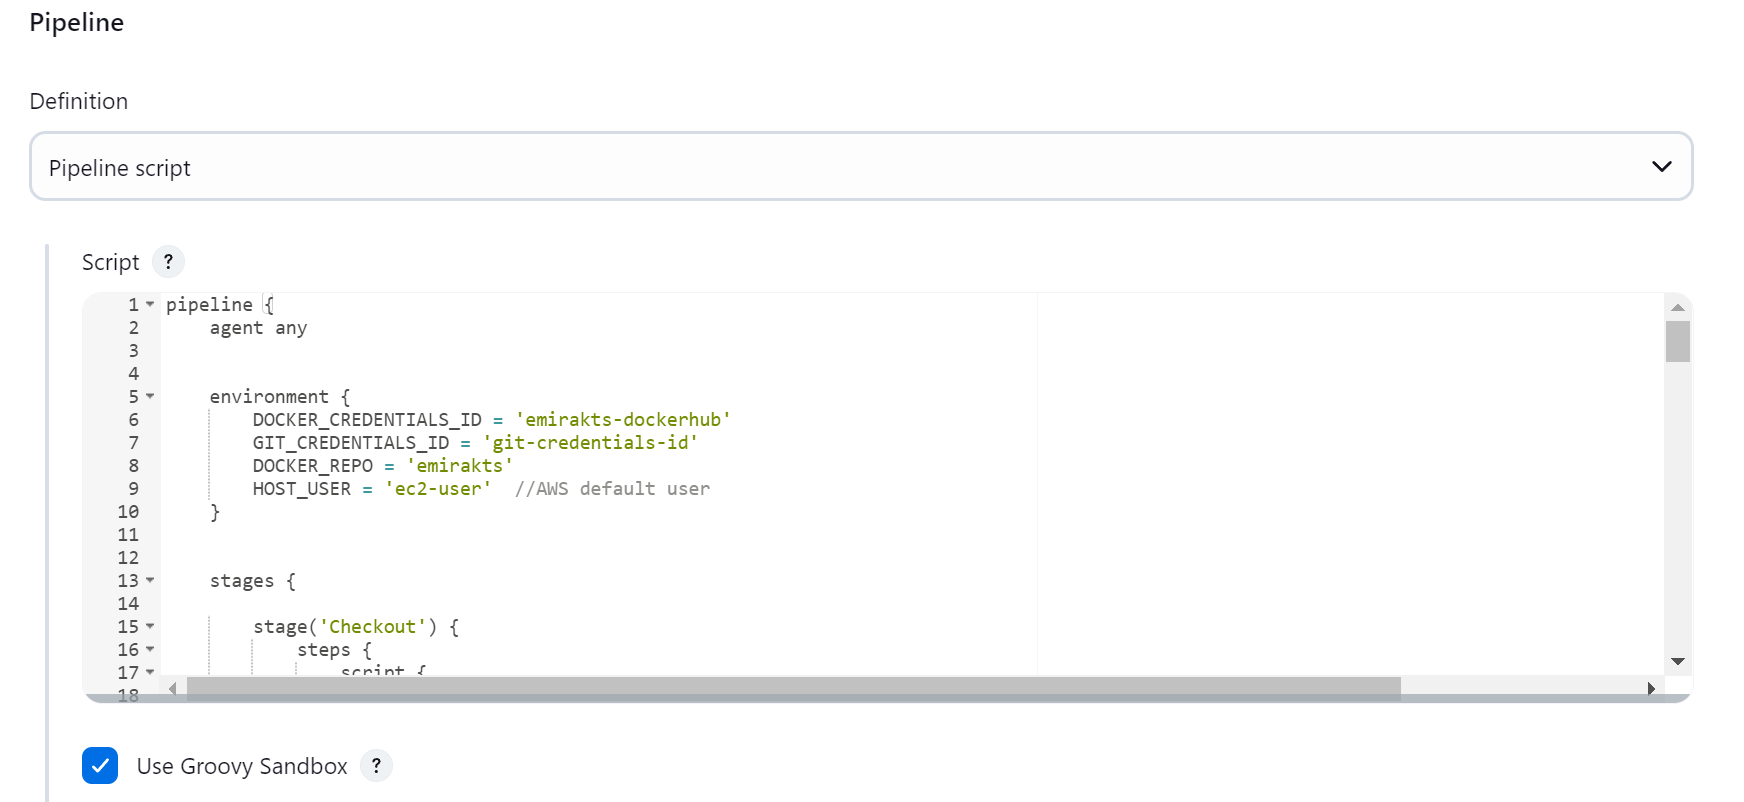 Pipeline
Definition
Pipeline script
Script ?
1 pipeline {
2     agent any
3
4
5     environment {
6         DOCKER_CREDENTIALS_ID = 'emirakts-dockerhub'
7         GIT_CREDENTIALS_ID = 'git-credentials-id'
8         DOCKER_REPO = 'emirakts'
9         HOST_USER = 'ec2-user'  //AWS default user
10     }
11
12
13     stages {
14
15         stage('Checkout') {
16             steps {
17                 script {
18
Use Groovy Sandbox ?